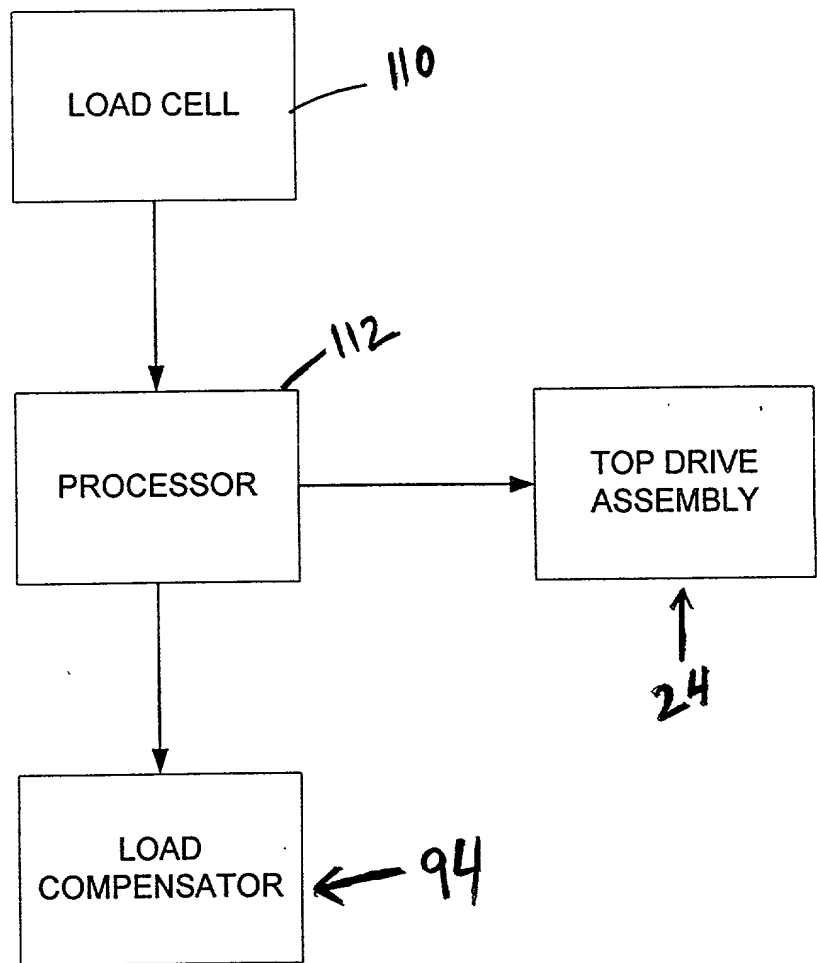 LOAD CELL
110
112
PROCESSOR
TOP DRIVE
ASSEMBLY
24
LOAD
COMPENSATOR
94